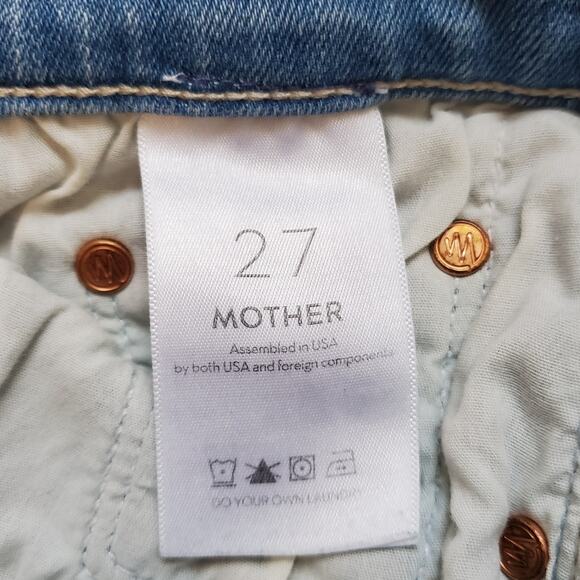 27
MOTHER
Assembled in USA
by both USA and foreign components
DO YOUR OWN LAUNDRY